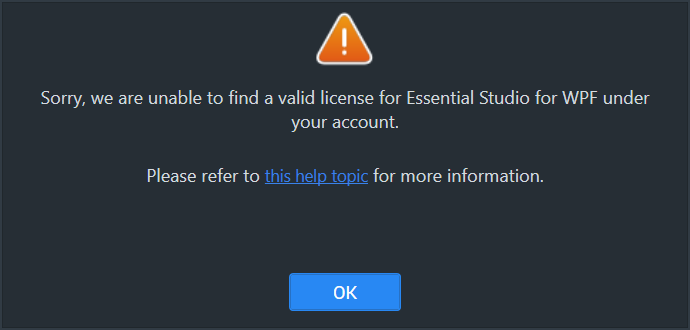 Sorry, we are unable to find a valid license for Essential Studio for WPF under
your account.
Please refer to this help topic for more information.
OK